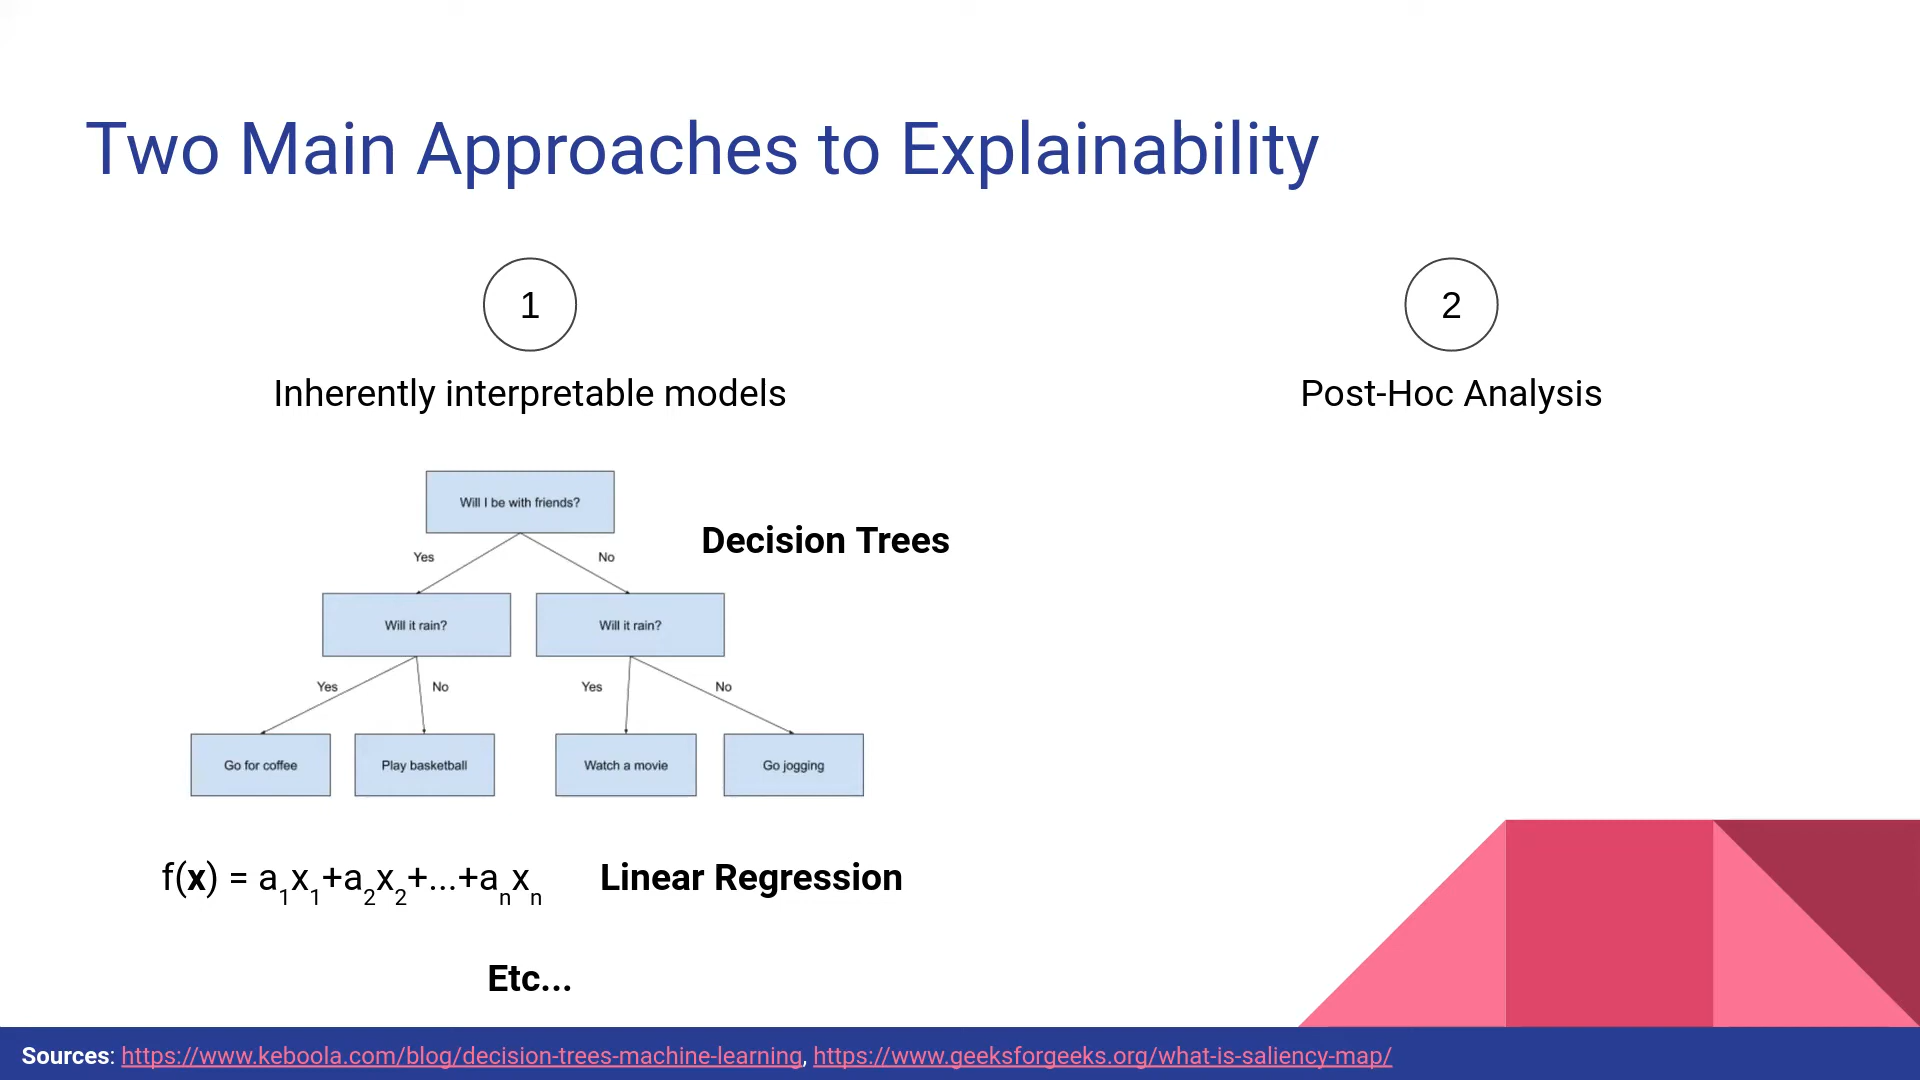 Two Main Approaches to Explainability
1
Inherently interpretable models
2
Post-Hoc Analysis
Will I be with friends?
Decision Trees
Yes
No
Will it rain?
Will it rain?
Yes
No
Yes
No
Go for coffee
Play basketball
Watch a movie
Go jogging
f(x) = a₁x₁+a₂x₂+...+aₙxₙ
Linear Regression
Etc...
Sources: https://www.keboola.com/blog/decision-trees-machine-learning, https://www.geeksforgeeks.org/what-is-saliency-map/